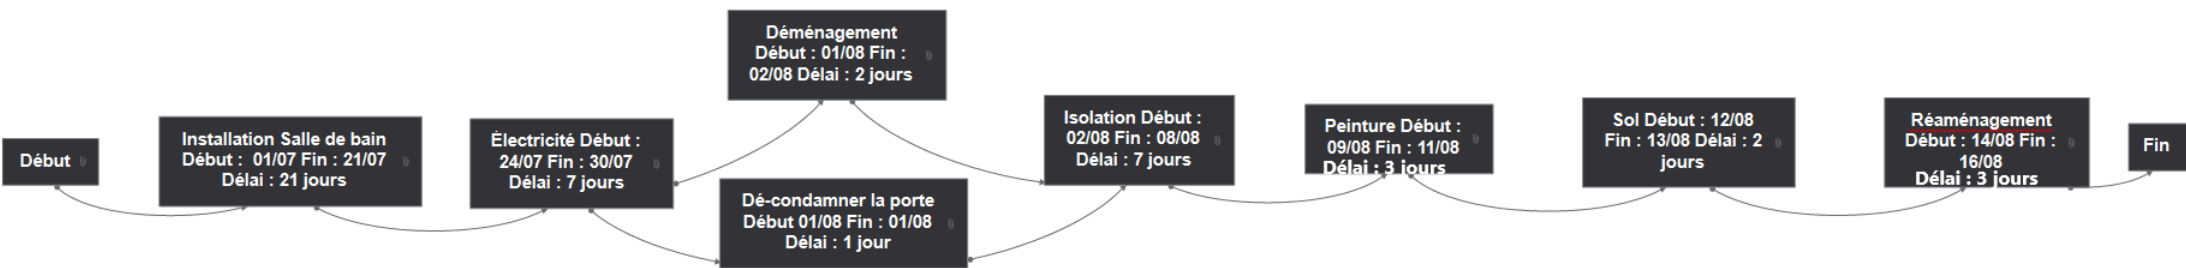 Début
Installation Salle de bain
Début : 01/07 Fin : 21/07
Délai : 21 jours
Électricité Début :
24/07 Fin : 30/07
Délai : 7 jours
Déménagement
Début : 01/08 Fin :
02/08 Délai : 2 jours
Dé-condamner la porte
Début 01/08 Fin : 01/08
Délai : 1 jour
Isolation Début :
02/08 Fin : 08/08
Délai : 7 jours
Peinture Début :
09/08 Fin : 11/08
Délai : 3 jours
Sol Début : 12/08
Fin : 13/08 Délai : 2
jours
Réaménagement
Début : 14/08 Fin :
16/08
Délai : 3 jours
Fin